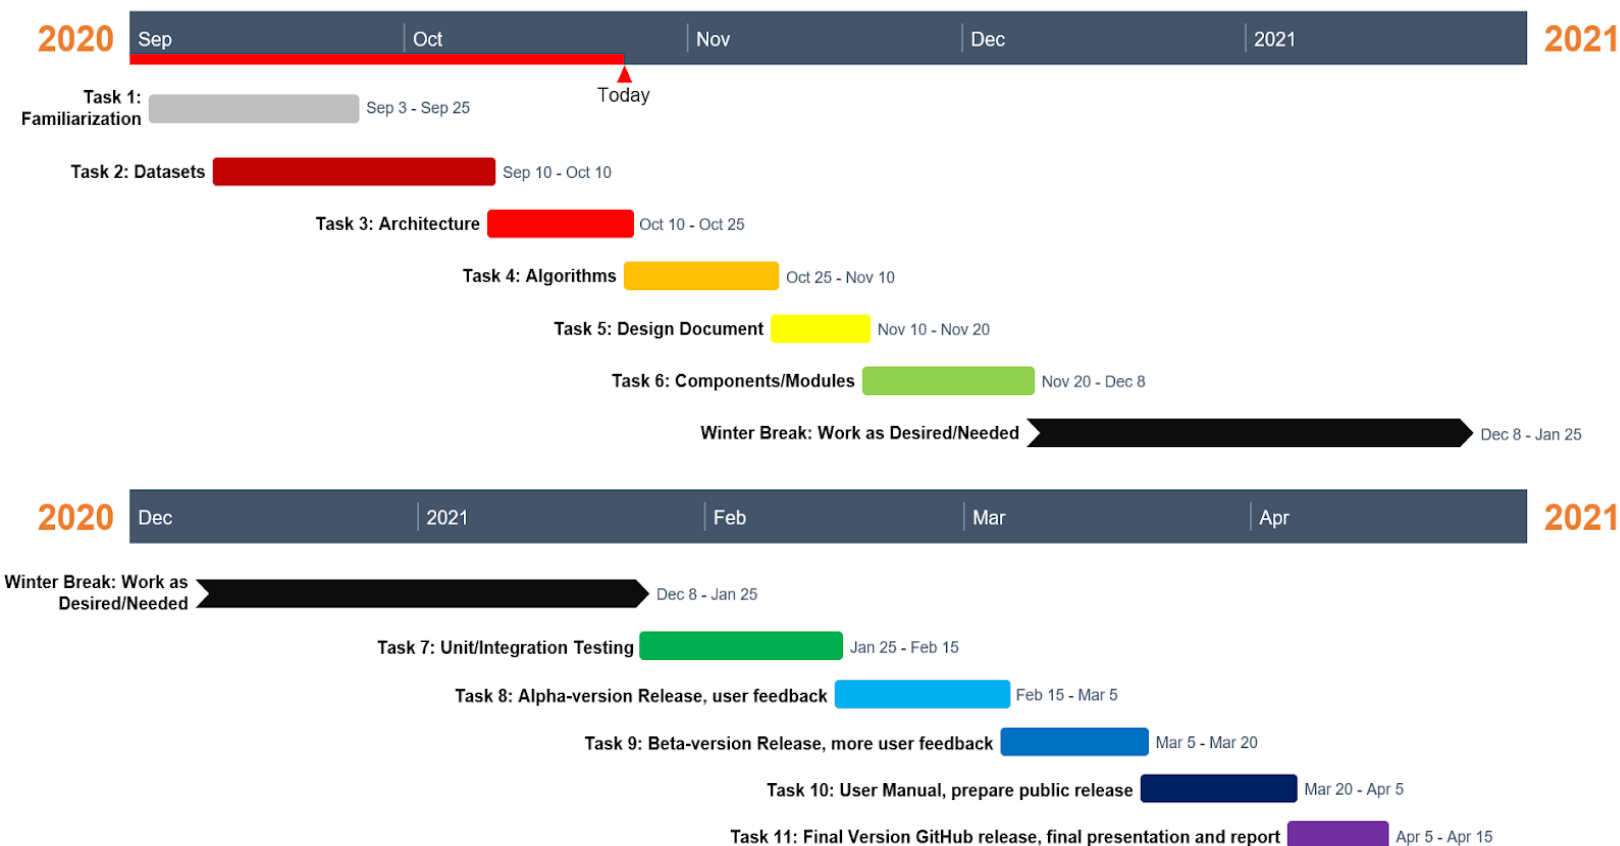 2020 Sep Oct Nov Dec 2021 2021
Today
Task 1:
Familiarization
Sep 3 - Sep 25
Task 2: Datasets Sep 10 - Oct 10
Task 3: Architecture Oct 10 - Oct 25
Task 4: Algorithms Oct 25 - Nov 10
Task 5: Design Document Nov 10 - Nov 20
Task 6: Components/Modules Nov 20 - Dec 8
Winter Break: Work as Desired/Needed Dec 8 - Jan 25
2020 Dec 2021 Feb Mar Apr 2021
Winter Break: Work as
Desired/Needed
Dec 8 - Jan 25
Task 7: Unit/Integration Testing Jan 25 - Feb 15
Task 8: Alpha-version Release, user feedback Feb 15 - Mar 5
Task 9: Beta-version Release, more user feedback Mar 5 - Mar 20
Task 10: User Manual, prepare public release Mar 20 - Apr 5
Task 11: Final Version GitHub release, final presentation and report Apr 5 - Apr 15